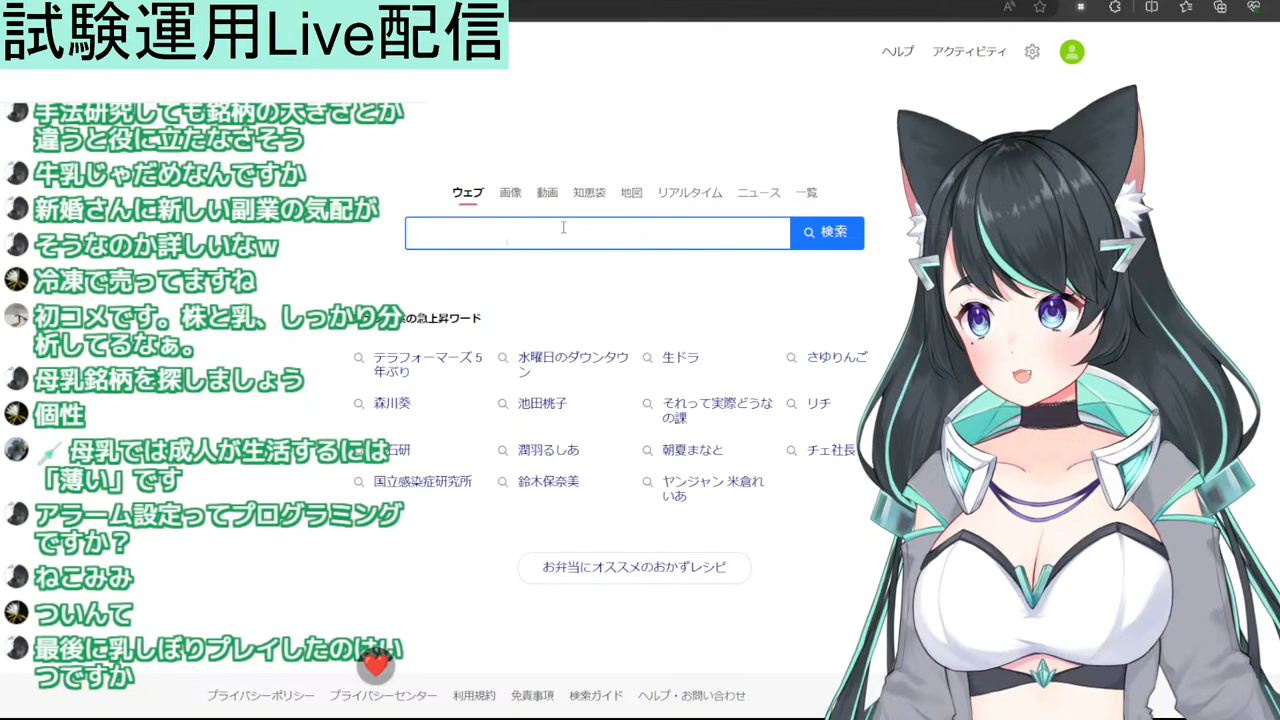 試験運用Live配信
ヘルプ アクティビティ
手法研究しても銘柄の大きさとか
違うと役に立たなさそう
牛乳じゃだめなんですか
新婚さんに新しい副業の気配が
そうなのか詳しいなw
冷凍で売ってますね
初コメです。株と乳、しっかり分
析してるなぁ。
母乳銘柄を探しましょう
個性
母乳では成人が生活するには
「薄い」です
アラーム設定ってプログラミング
ですか？
ねこみみ
ついんて
最後に乳しぼりプレイしたのはい
つですか
ウェブ 画像 動画 知恵袋 地図 リアルタイム ニュース 一覧
検索
の急上昇ワード
テラフォーマーズ 5
年ぶり
水曜日のダウンタウ
ン
生ドラ
さゆりんご
森川葵
池田桃子
それって実際どうな
の課
リチ
石研
潤羽るしあ
朝夏まなと
チェ社長
国立感染症研究所
鈴木保奈美
ヤンジャン 米倉れ
いあ
お弁当にオススメのおかずレシピ
プライバシーポリシー プライバシーセンター 利用規約 免責事項 検索ガイド ヘルプ・お問い合わせ